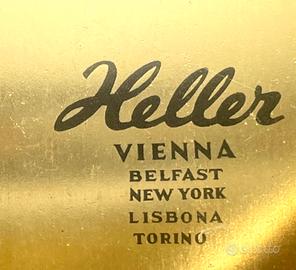 Heller
VIENNA
BELFAST
NEW YORK
LISBONA
TORINO